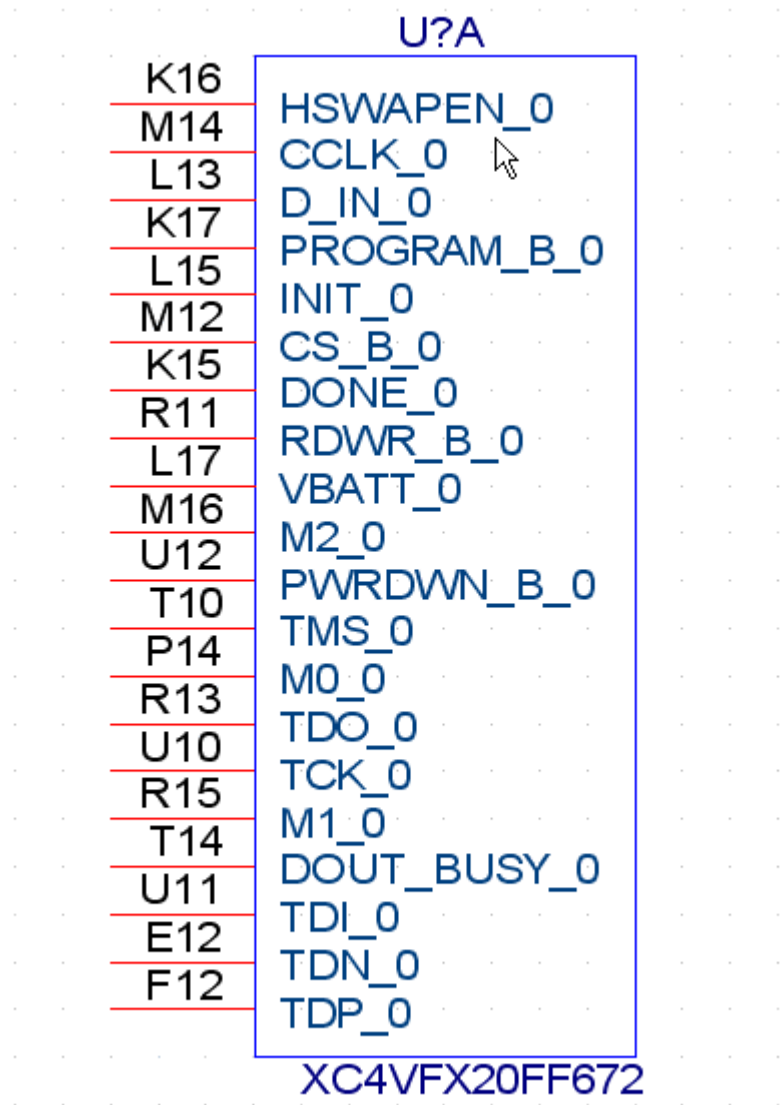 U?A
K16 HSWAPEN_0
M14 CCLK_0
L13 D_IN_0
K17 PROGRAM_B_0
L15 INIT_0
M12 CS_B_0
K15 DONE_0
R11 RDWR_B_0
L17 VBATT_0
M16 M2_0
U12 PWRDWN_B_0
T10 TMS_0
P14 M0_0
R13 TDO_0
U10 TCK_0
R15 M1_0
T14 DOUT_BUSY_0
U11 TDI_0
E12 TDN_0
F12 TDP_0
XC4VFX20FF672